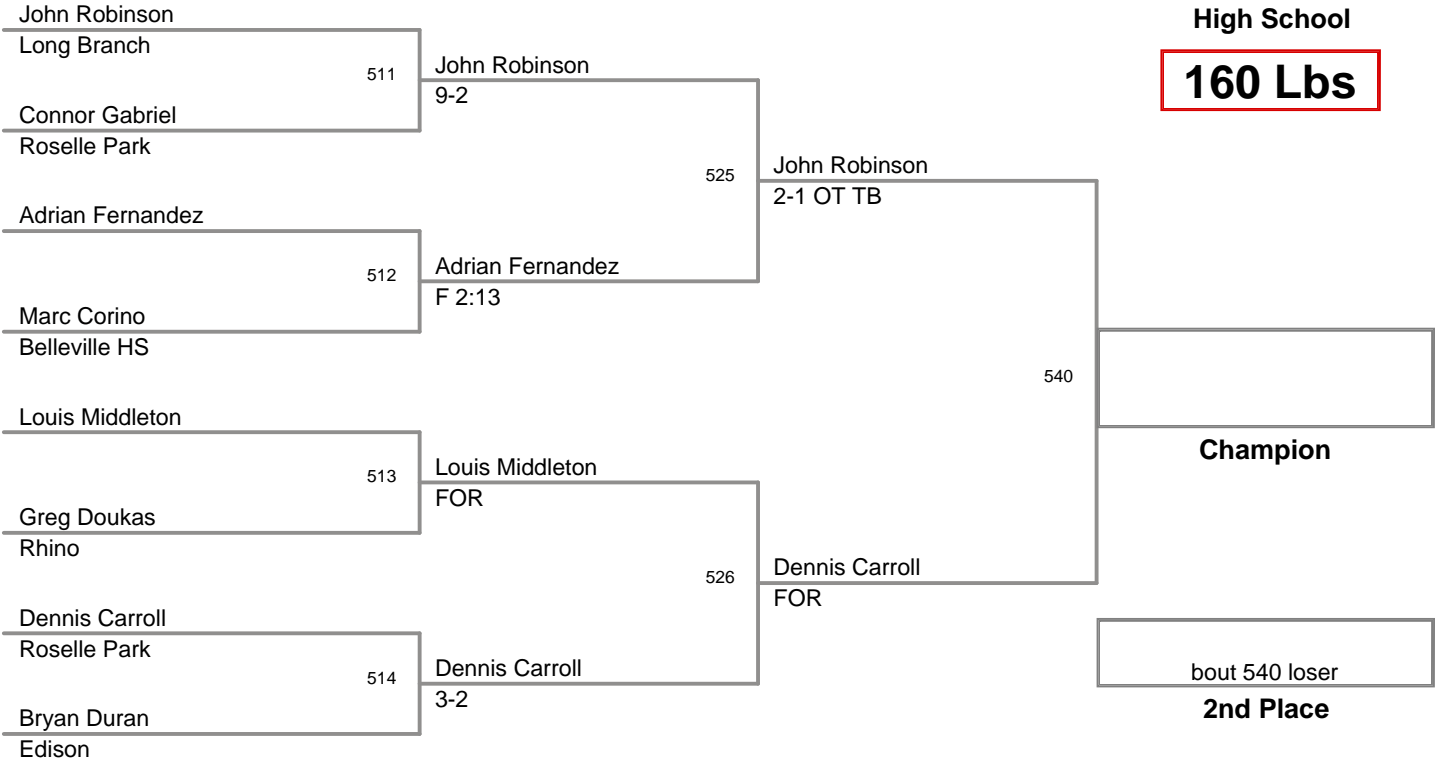 John Robinson
Long Branch
511
Connor Gabriel
Roselle Park
Adrian Fernandez
512
Marc Corino
Belleville HS
Louis Middleton
513
Greg Doukas
Rhino
Dennis Carroll
Roselle Park
514
Bryan Duran
Edison
John Robinson
9-2
525
Adrian Fernandez
F 2:13
Louis Middleton
FOR
526
Dennis Carroll
3-2
John Robinson
2-1 OT TB
540
Dennis Carroll
FOR
High School
160 Lbs
Champion
bout 540 loser
2nd Place